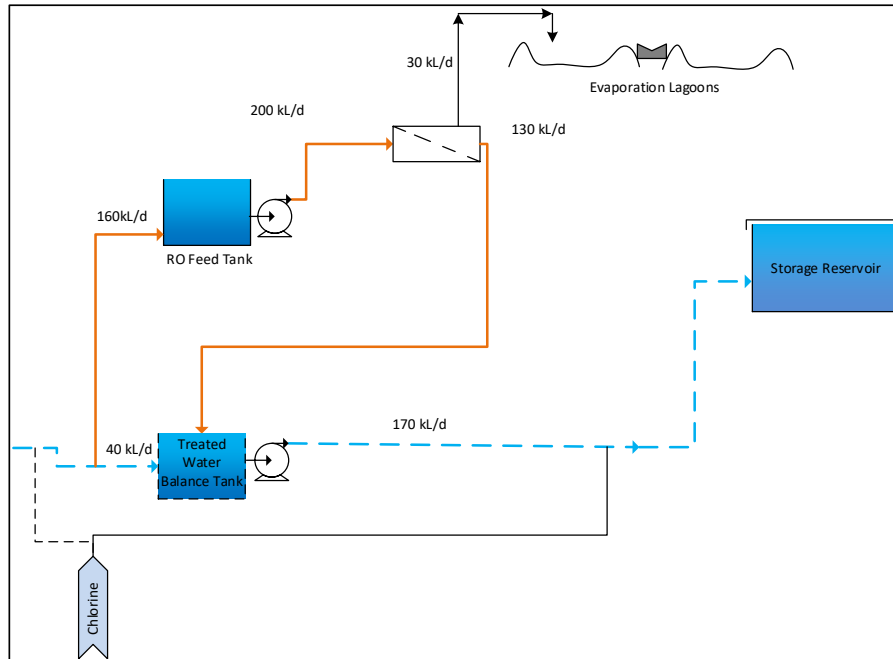 30 kL/d
Evaporation Lagoons
200 kL/d
130 kL/d
160kL/d
RO Feed Tank
Storage Reservoir
40 kL/d
Treated
Water
Balance Tank
170 kL/d
Chlorine